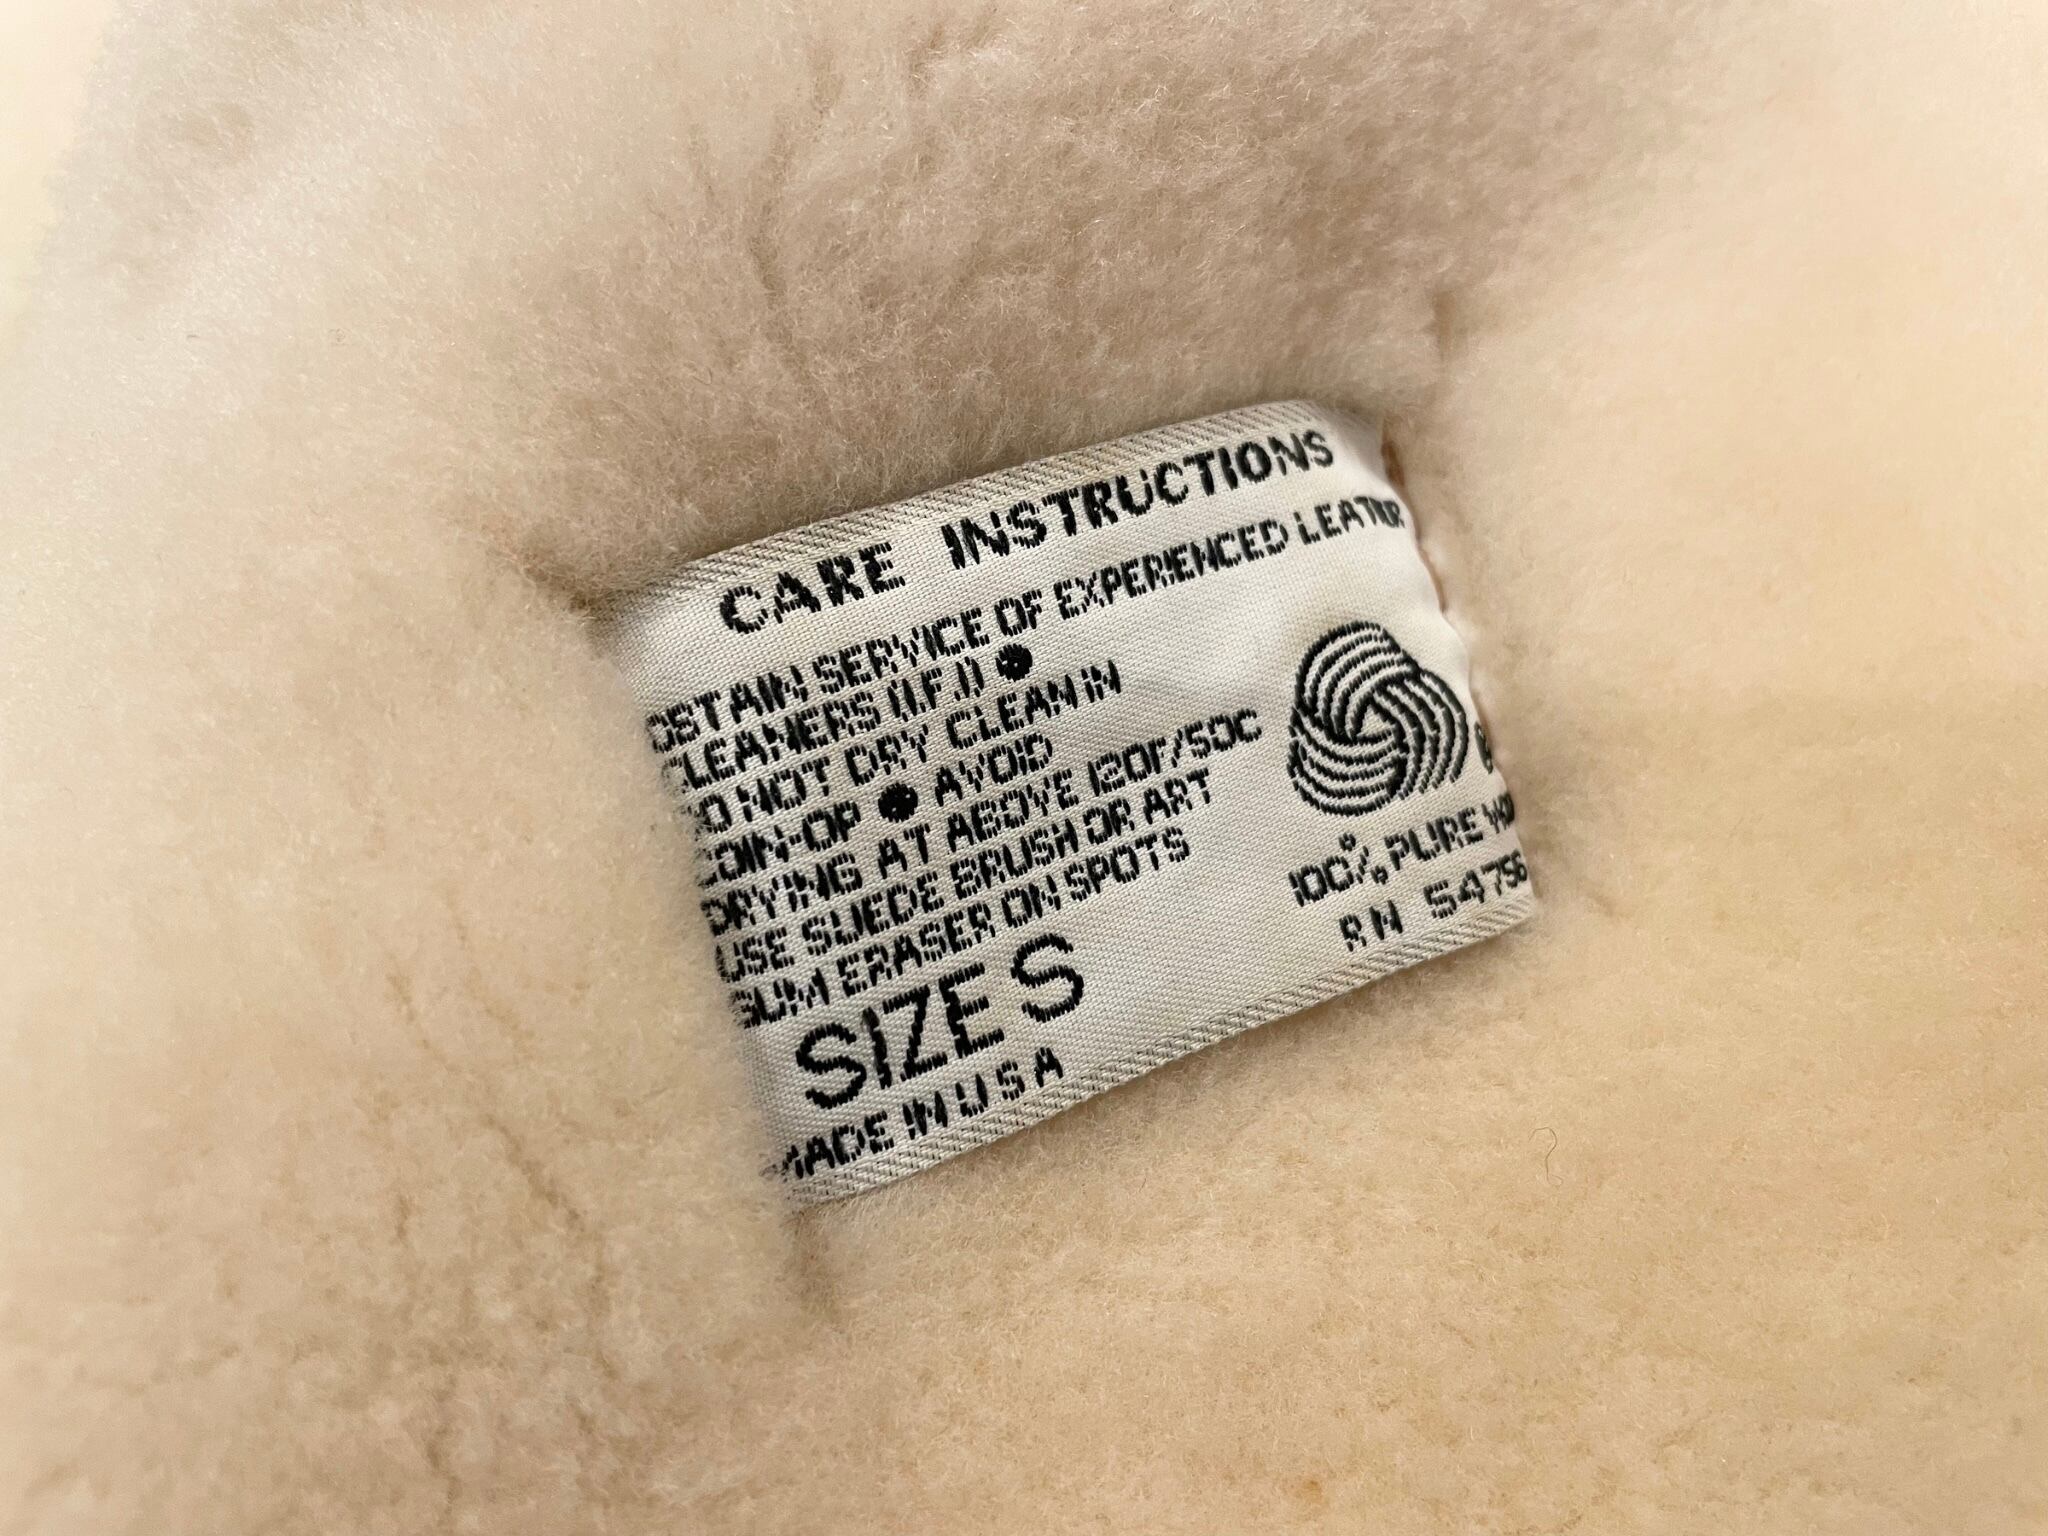 CARE INSTRUCTIONS
OBTAIN SERVICE OF EXPERIENCED LEATHER
CLEANERS (I.F.I)●
DO NOT DRY CLEAN IN
COIN-OP ● AVOID
DRYING AT ABOVE 120F/50C
USE SUEDE BRUSH OR ART
GUM ERASER ON SPOTS
SIZE S
MADE IN U S A
100% PURE
RN 54756